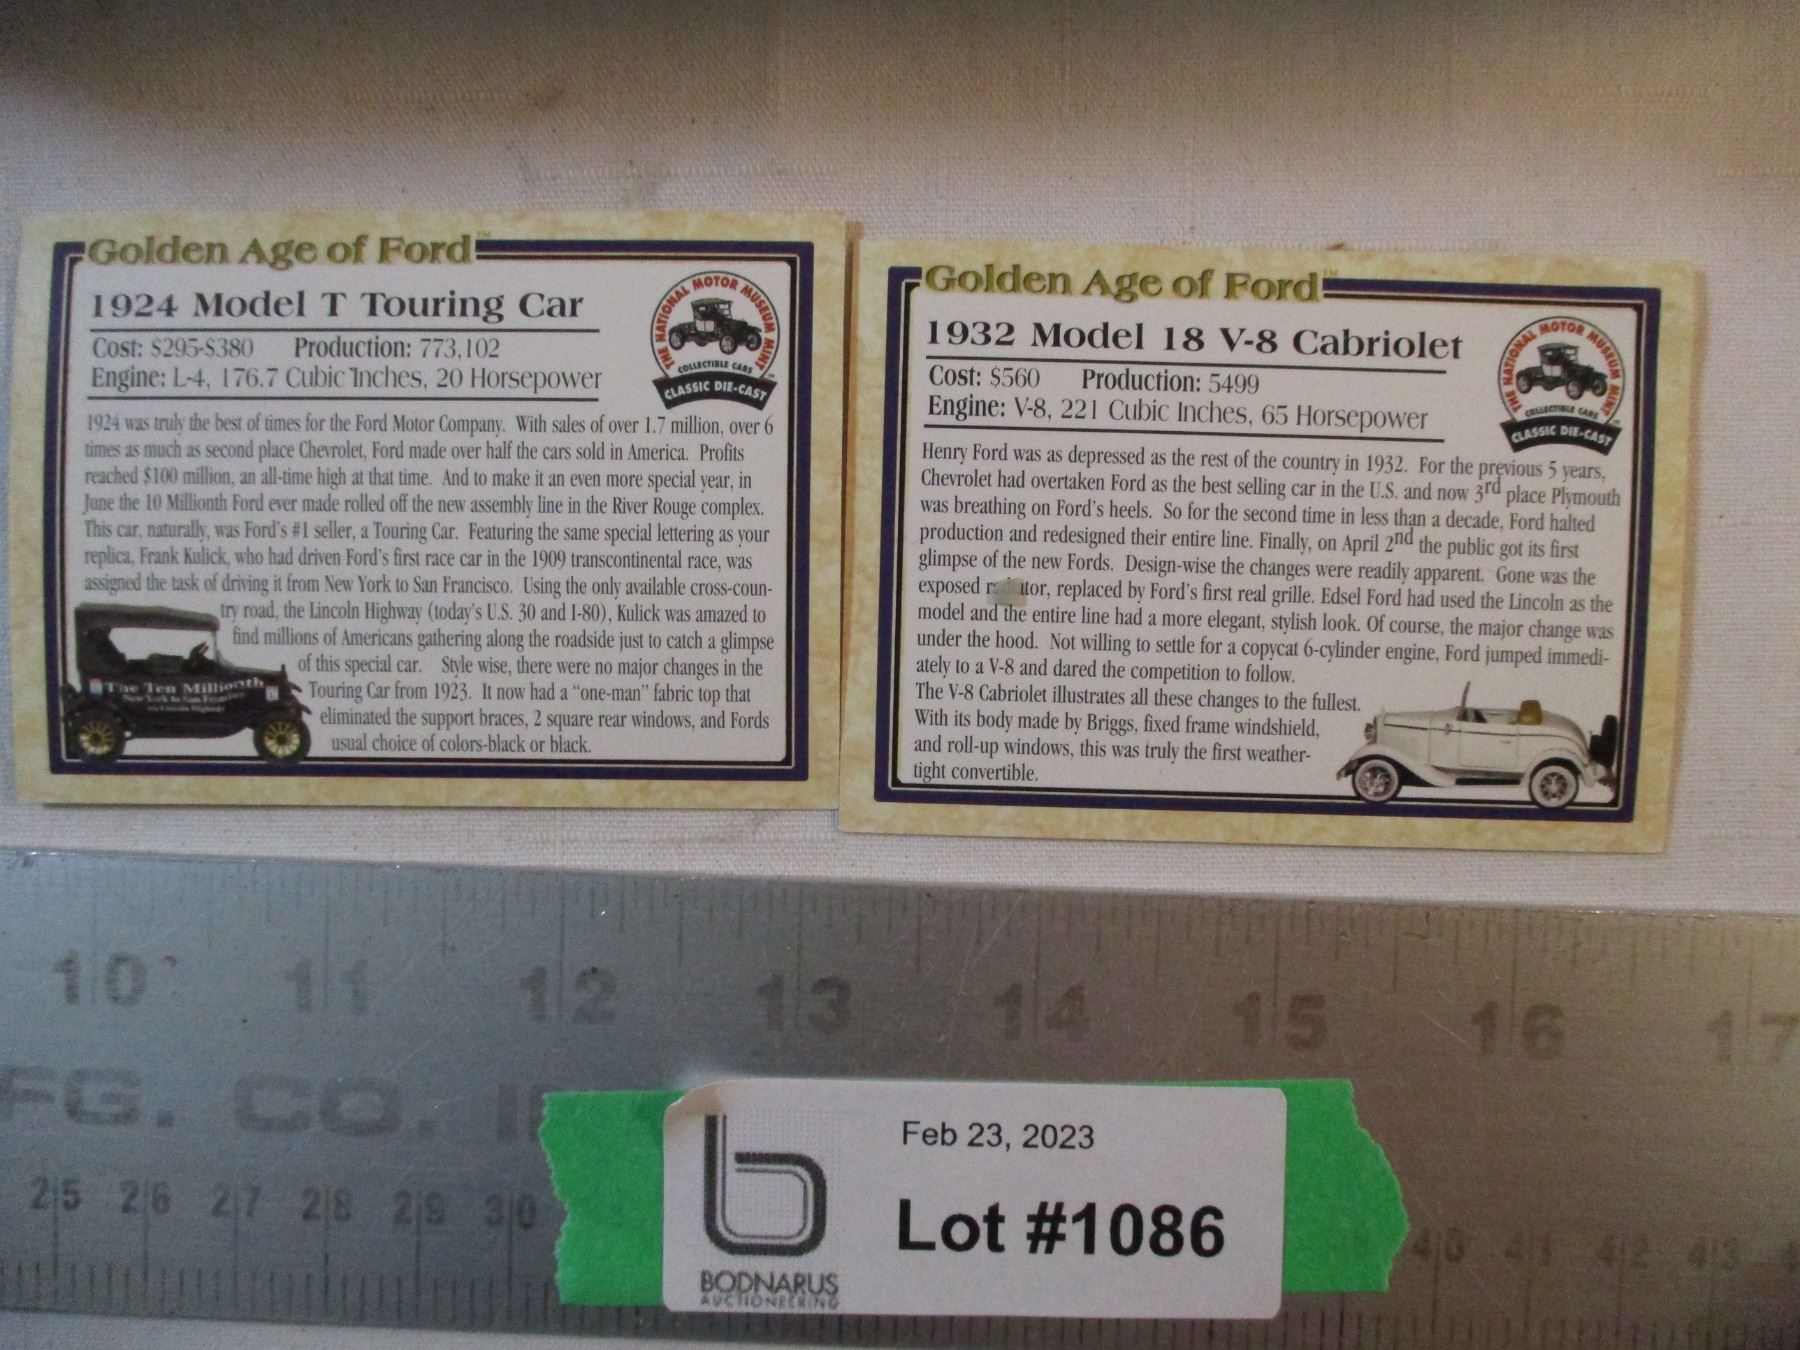 Golden Age of Ford™
1924 Model T Touring Car
Cost: $295-$380 Production: 773,102
Engine: L-4, 176.7 Cubic Inches, 20 Horsepower
THE NATIONAL MOTOR MUSEUM MINT
COLLECTIBLE CARS
CLASSIC DIE-CAST
1924 was truly the best of times for the Ford Motor Company. With sales of over 1.7 million, over 6
times as much as second place Chevrolet, Ford made over half the cars sold in America. Profits
reached $100 million, an all-time high at that time. And to make it an even more special year, in
June the 10 Millionth Ford ever made rolled off the new assembly line in the River Rouge complex.
This car, naturally, was Ford's #1 seller, a Touring Car. Featuring the same special lettering as your
replica, Frank Kulick, who had driven Ford's first race car in the 1909 transcontinental race, was
assigned the task of driving it from New York to San Francisco. Using the only available cross-coun-
try road, the Lincoln Highway (today's U.S. 30 and I-80), Kulick was amazed to
find millions of Americans gathering along the roadside just to catch a glimpse
of this special car. Style wise, there were no major changes in the
Touring Car from 1923. It now had a "one-man" fabric top that
eliminated the support braces, 2 square rear windows, and Fords
usual choice of colors-black or black.
The Ten Millionth
New York to San Francisco
via Lincoln Highway
Golden Age of Ford™
1932 Model 18 V-8 Cabriolet
Cost: $560 Production: 5499
Engine: V-8, 221 Cubic Inches, 65 Horsepower
THE NATIONAL MOTOR MUSEUM MINT
COLLECTIBLE CARS
CLASSIC DIE-CAST
Henry Ford was as depressed as the rest of the country in 1932. For the previous 5 years,
Chevrolet had overtaken Ford as the best selling car in the U.S. and now 3rd place Plymouth
was breathing on Ford's heels. So for the second time in less than a decade, Ford halted
production and redesigned their entire line. Finally, on April 2nd the public got its first
glimpse of the new Fords. Design-wise the changes were readily apparent. Gone was the
exposed radiator, replaced by Ford's first real grille. Edsel Ford had used the Lincoln as the
model and the entire line had a more elegant, stylish look. Of course, the major change was
under the hood. Not willing to settle for a copycat 6-cylinder engine, Ford jumped immedi-
ately to a V-8 and dared the competition to follow.
The V-8 Cabriolet illustrates all these changes to the fullest.
With its body made by Briggs, fixed frame windshield,
and roll-up windows, this was truly the first weather-
tight convertible.
10 11 12 13 14 15 16 17
FG. CO. I
25 26 27 28 29 30 40 41 42 43
Feb 23, 2023
Lot #1086
BODNARUS
AUCTIONEERING